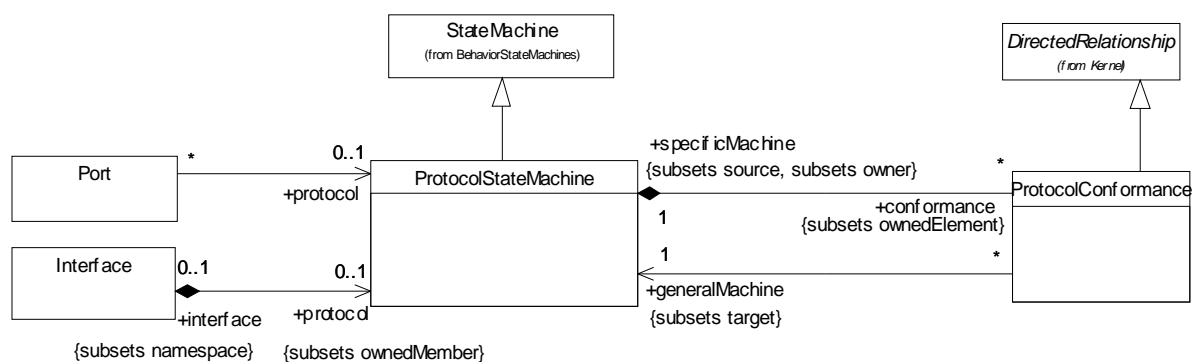 StateMachine
(from BehaviorStateMachines)
DirectedRelationship
(from Kernel)
Port
*
0..1
+protocol
ProtocolStateMachine
+specificMachine
{subsets source, subsets owner}
*
ProtocolConformance
1
+conformance
{subsets ownedElement}
Interface
0..1
0..1
+interface
+protocol
{subsets namespace}
{subsets ownedMember}
1
*
+generalMachine
{subsets target}